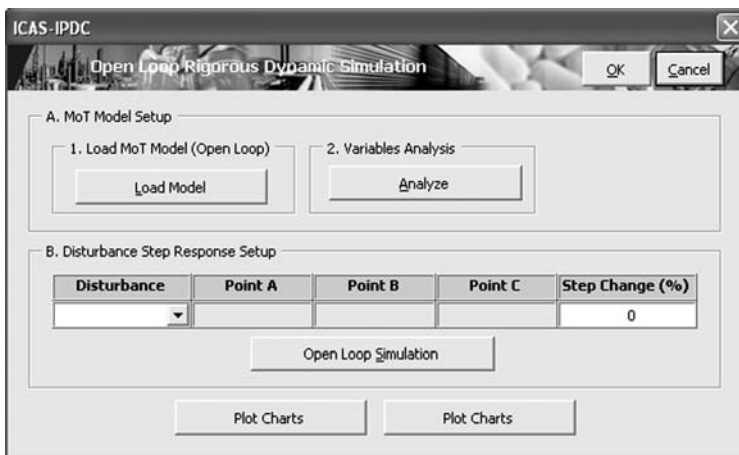 ICAS-IPDC
Open Loop Rigorous Dynamic Simulation
OK
Cancel
A. MoT Model Setup
1. Load MoT Model (Open Loop)
2. Variables Analysis
Load Model
Analyze
B. Disturbance Step Response Setup
Disturbance Point A Point B Point C Step Change (%)
0
Open Loop Simulation
Plot Charts
Plot Charts